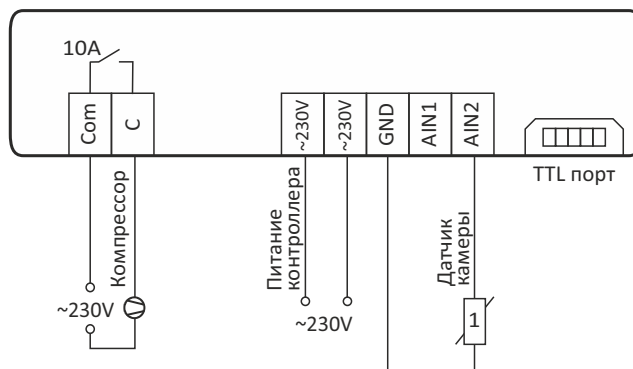 10A
Com
C
~230V
~230V
GND
AIN1
AIN2
TTL порт
Компрессор
Питание
контроллера
Датчик
камеры
~230V
~230V
1